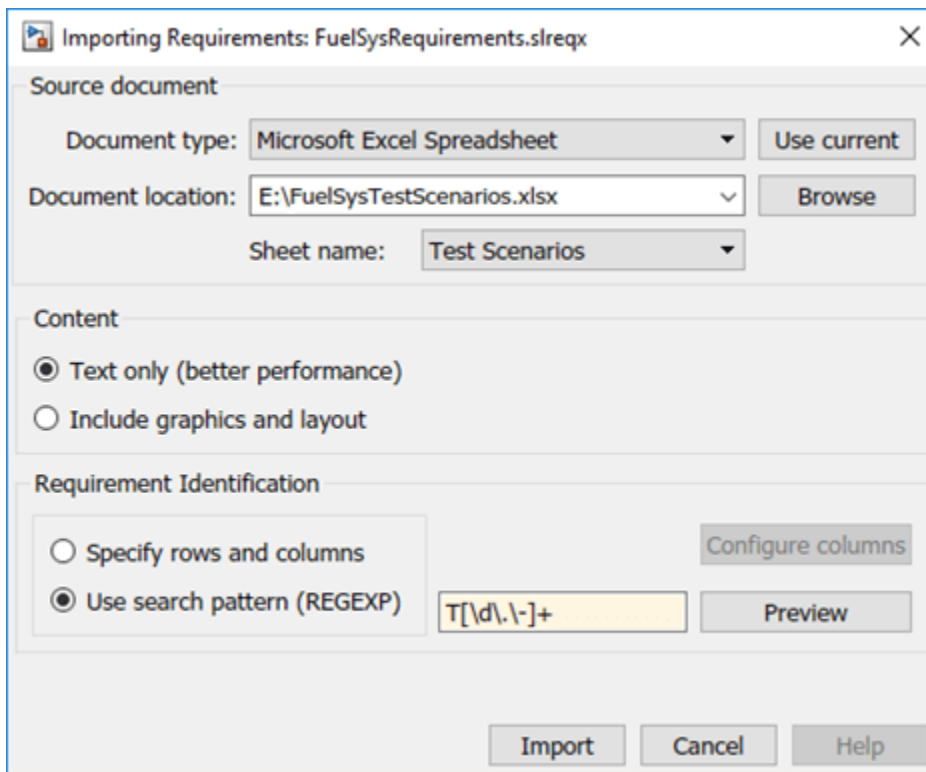 Importing Requirements: FuelSysRequirements.slreqx
Source document
Document type: Microsoft Excel Spreadsheet Use current
Document location: E:\FuelSysTestScenarios.xlsx Browse
Sheet name: Test Scenarios
Content
Text only (better performance)
Include graphics and layout
Requirement Identification
Specify rows and columns Configure columns
Use search pattern (REGEXP) T[\d\.\-]+ Preview
Import Cancel Help